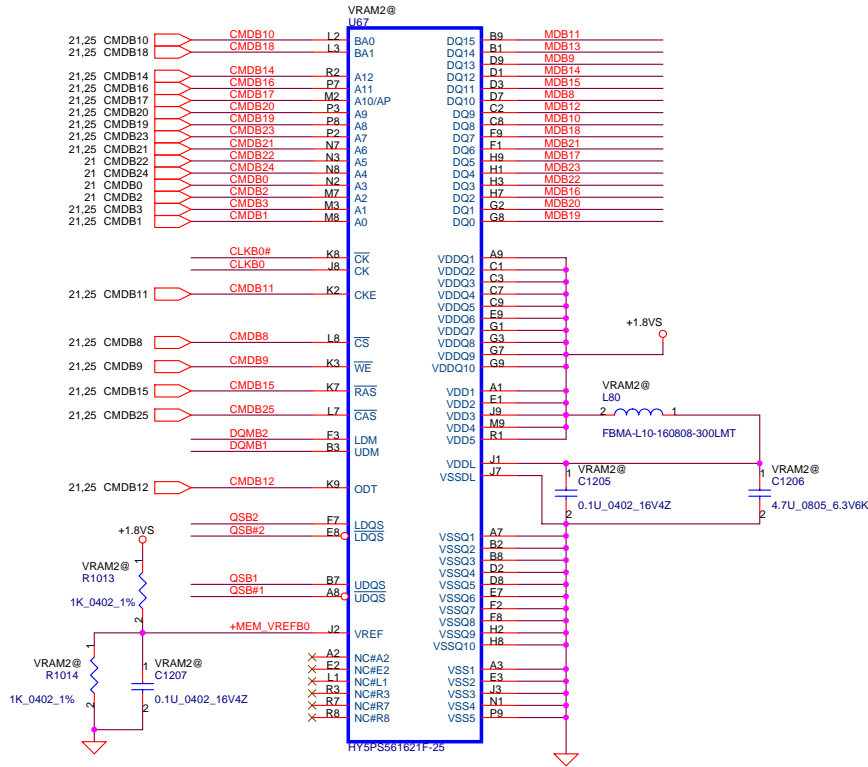 VRAM2@
U67
21,25 CMDB10 CMDB10 L2 BA0 DQ15 B9 MDB11
21,25 CMDB18 CMDB18 L3 BA1 DQ14 B1 MDB13
DQ13 D9 MDB9
21,25 CMDB14 CMDB14 R2 A12 DQ12 D1 MDB14
21,25 CMDB16 CMDB16 P7 A11 DQ11 D3 MDB15
21,25 CMDB17 CMDB17 M2 A10/AP DQ10 D7 MDB8
21,25 CMDB20 CMDB20 P3 A9 DQ9 C2 MDB12
21,25 CMDB19 CMDB19 P8 A8 DQ8 C8 MDB10
21,25 CMDB23 CMDB23 P2 A7 DQ7 F9 MDB18
21,25 CMDB21 CMDB21 N7 A6 DQ6 F1 MDB21
21 CMDB22 CMDB22 N3 A5 DQ5 H9 MDB17
21 CMDB24 CMDB24 N8 A4 DQ4 H1 MDB23
21 CMDB0 CMDB0 N2 A3 DQ3 H3 MDB22
21 CMDB2 CMDB2 M7 A2 DQ2 H7 MDB16
21,25 CMDB3 CMDB3 M3 A1 DQ1 G2 MDB20
21,25 CMDB1 CMDB1 M8 A0 DQ0 G8 MDB19
CLKB0# K8 CK VDDQ1 A9
CLKB0 J8 CK VDDQ2 C1
VDDQ3 C3
21,25 CMDB11 CMDB11 K2 CKE VDDQ4 C7
VDDQ5 C9
VDDQ6 E9
VDDQ7 G1
21,25 CMDB8 CMDB8 L8 CS VDDQ8 G3
VDDQ9 G7
+1.8VS
21,25 CMDB9 CMDB9 K3 WE VDDQ10 G9
21,25 CMDB15 CMDB15 K7 RAS VDD1 A1
VDD2 E1
21,25 CMDB25 CMDB25 L7 CAS VDD3 J9
VDD4 M9
DQMB2 F3 LDM VDD5 R1
DQMB1 B3 UDM
VRAM2@
L80
2 1
FBMA-L10-160808-300LMT
VDDL J1
VSSDL J7
21,25 CMDB12 CMDB12 K9 ODT
1 VRAM2@
C1205
0.1U_0402_16V4Z
2
1 VRAM2@
C1206
4.7U_0805_6.3V6K
2
QSB2 F7 LDQS
QSB#2 E8 LDQS
VSSQ1 A7
VSSQ2 B2
VSSQ3 B8
VSSQ4 D2
QSB1 B7 UDQS VSSQ5 D8
QSB#1 A8 UDQS VSSQ6 E7
VSSQ7 F2
VSSQ8 F8
+MEM_VREFB0 J2 VREF VSSQ9 H2
VSSQ10 H8
+1.8VS
1
VRAM2@
R1013
1K_0402_1%
2
1
VRAM2@
R1014
1K_0402_1%
2
1 VRAM2@
C1207
0.1U_0402_16V4Z
2
A2 NC#A2 VSS1 A3
E2 NC#E2 VSS2 E3
L1 NC#L1 VSS3 J3
R3 NC#R3 VSS4 N1
R7 NC#R7 VSS5 P9
R8 NC#R8
HY5PS561621F-25